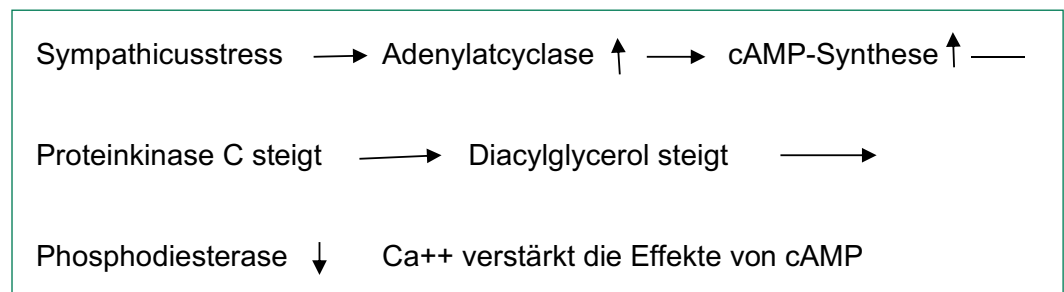 Sympathicusstress → Adenylatcyclase ↑ → cAMP-Synthese ↑ —
Proteinkinase C steigt → Diacylglycerol steigt →
Phosphodiesterase ↓ Ca++ verstärkt die Effekte von cAMP